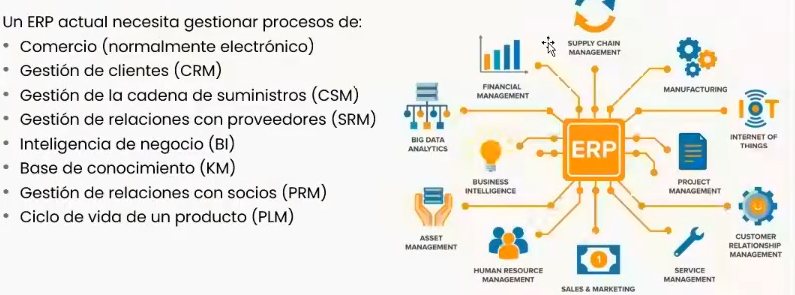 Un ERP actual necesita gestionar procesos de:
• Comercio (normalmente electrónico)
• Gestión de clientes (CRM)
• Gestión de la cadena de suministros (CSM)
• Gestión de relaciones con proveedores (SRM)
• Inteligencia de negocio (BI)
• Base de conocimiento (KM)
• Gestión de relaciones con socios (PRM)
• Ciclo de vida de un producto (PLM)
SUPPLY CHAIN
MANAGEMENT
FINANCIAL
MANAGEMENT
MANUFACTURING
BIG DATA
ANALYTICS
IOT
INTERNET OF
THINGS
ERP
BUSINESS
INTELLIGENCE
PROJECT
MANAGEMENT
ASSET
MANAGEMENT
CUSTOMER
RELATIONSHIP
MANAGEMENT
HUMAN RESOURCE
MANAGEMENT
1
SERVICE
MANAGEMENT
SALES & MARKETING